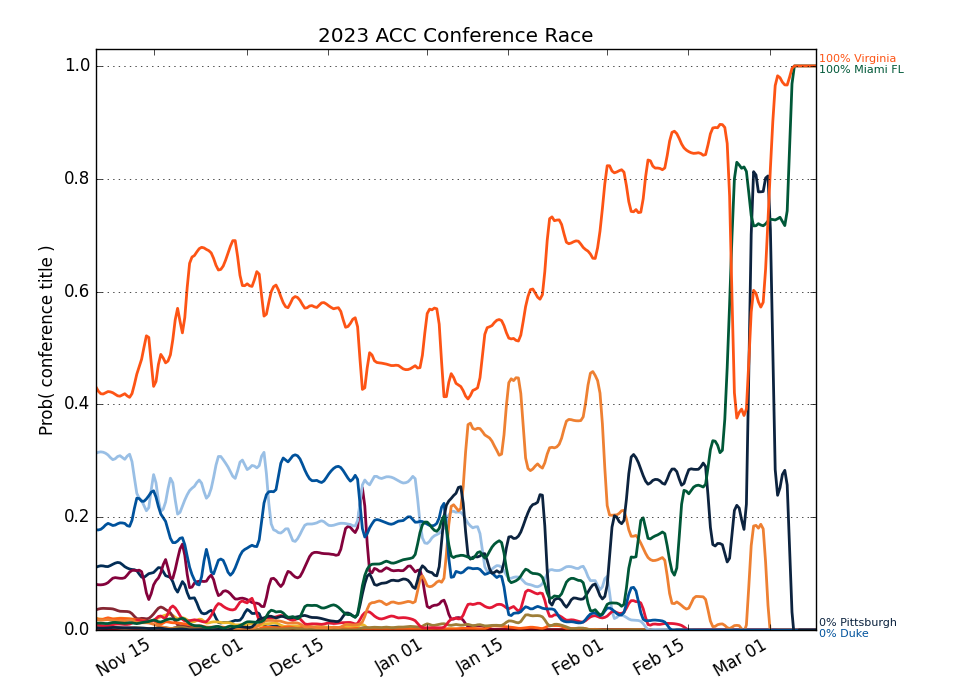 2023 ACC Conference Race
Prob( conference title )
1.0
0.8
0.6
0.4
0.2
0.0
Nov 15
Dec 01
Dec 15
Jan 01
Jan 15
Feb 01
Feb 15
Mar 01
100% Virginia
100% Miami FL
0% Pittsburgh
0% Duke